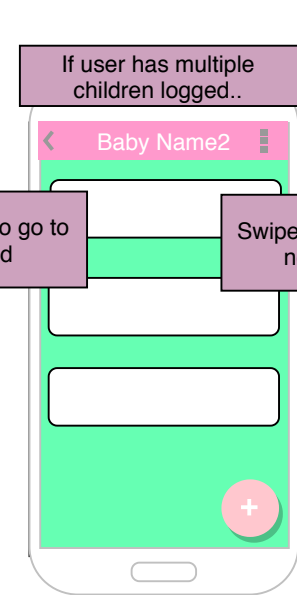 If user has multiple
children logged..
Baby Name2
o go to
d
Swipe
n
+